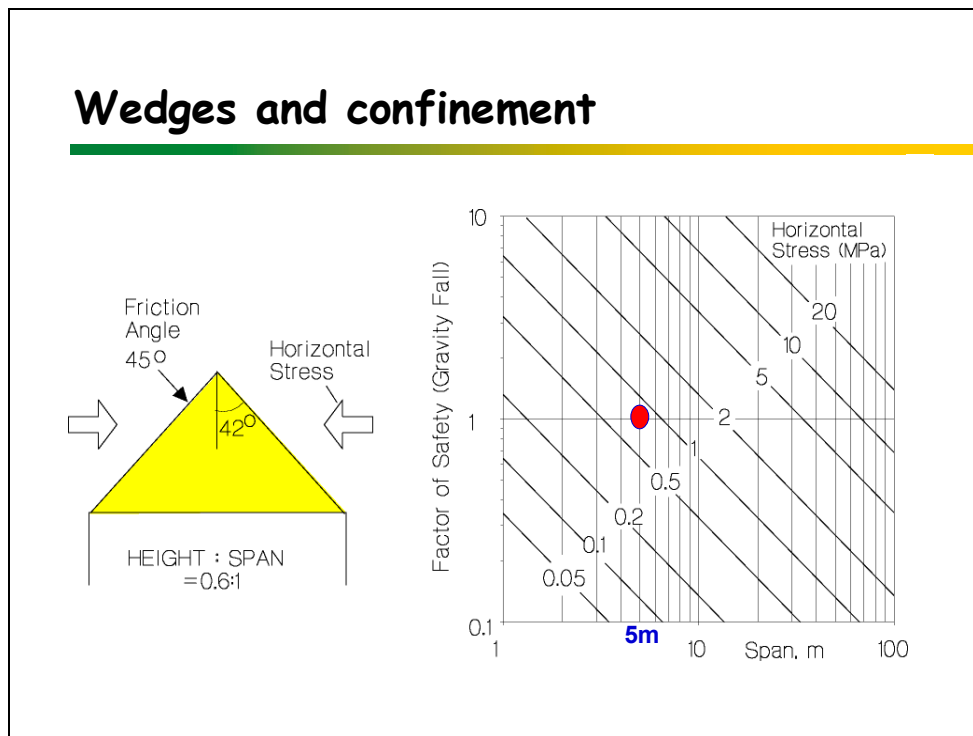 Wedges and confinement
Friction
Angle
45º
Horizontal
Stress
42º
HEIGHT : SPAN
=0.6:1
Factor of Safety (Gravity Fall)
10
1
0.1
Horizontal
Stress (MPa)
20
10
5
2
1
0.5
0.2
0.1
0.05
5m
1
10
Span, m
100